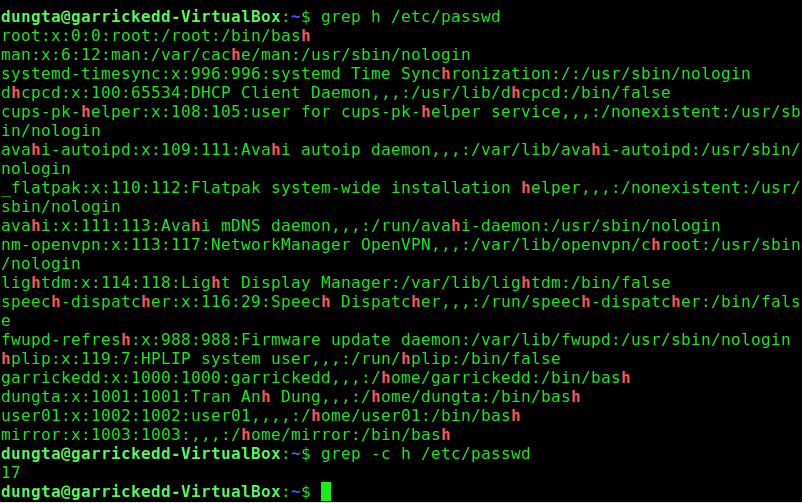 dungta@garrickedd-VirtualBox:~$ grep h /etc/passwd
root:x:0:0:root:/root:/bin/bash
man:x:6:12:man:/var/cache/man:/usr/sbin/nologin
systemd-timesync:x:996:996:systemd Time Synchronization:/:/usr/sbin/nologin
dhcpcd:x:100:65534:DHCP Client Daemon,,,:/usr/lib/dhcpcd:/bin/false
cups-pk-helper:x:108:105:user for cups-pk-helper service,,,:/nonexistent:/usr/sb
in/nologin
avahi-autoipd:x:109:111:Avahi autoip daemon,,,:/var/lib/avahi-autoipd:/usr/sbin/
nologin
_flatpak:x:110:112:Flatpak system-wide installation helper,,,:/nonexistent:/usr/
sbin/nologin
avahi:x:111:113:Avahi mDNS daemon,,,:/run/avahi-daemon:/usr/sbin/nologin
nm-openvpn:x:113:117:NetworkManager OpenVPN,,,:/var/lib/openvpn/chroot:/usr/sbin
/nologin
lightdm:x:114:118:Light Display Manager:/var/lib/lightdm:/bin/false
speech-dispatcher:x:116:29:Speech Dispatcher,,,:/run/speech-dispatcher:/bin/fals
e
fwupd-refresh:x:988:988:Firmware update daemon:/var/lib/fwupd:/usr/sbin/nologin
hplip:x:119:7:HPLIP system user,,,:/run/hplip:/bin/false
garrickedd:x:1000:1000:garrickedd,,,:/home/garrickedd:/bin/bash
dungta:x:1001:1001:Tran Anh Dung,,,:/home/dungta:/bin/bash
user01:x:1002:1002:user01,,,,:/home/user01:/bin/bash
mirror:x:1003:1003:,,,:/home/mirror:/bin/bash
dungta@garrickedd-VirtualBox:~$ grep -c h /etc/passwd
17
dungta@garrickedd-VirtualBox:~$